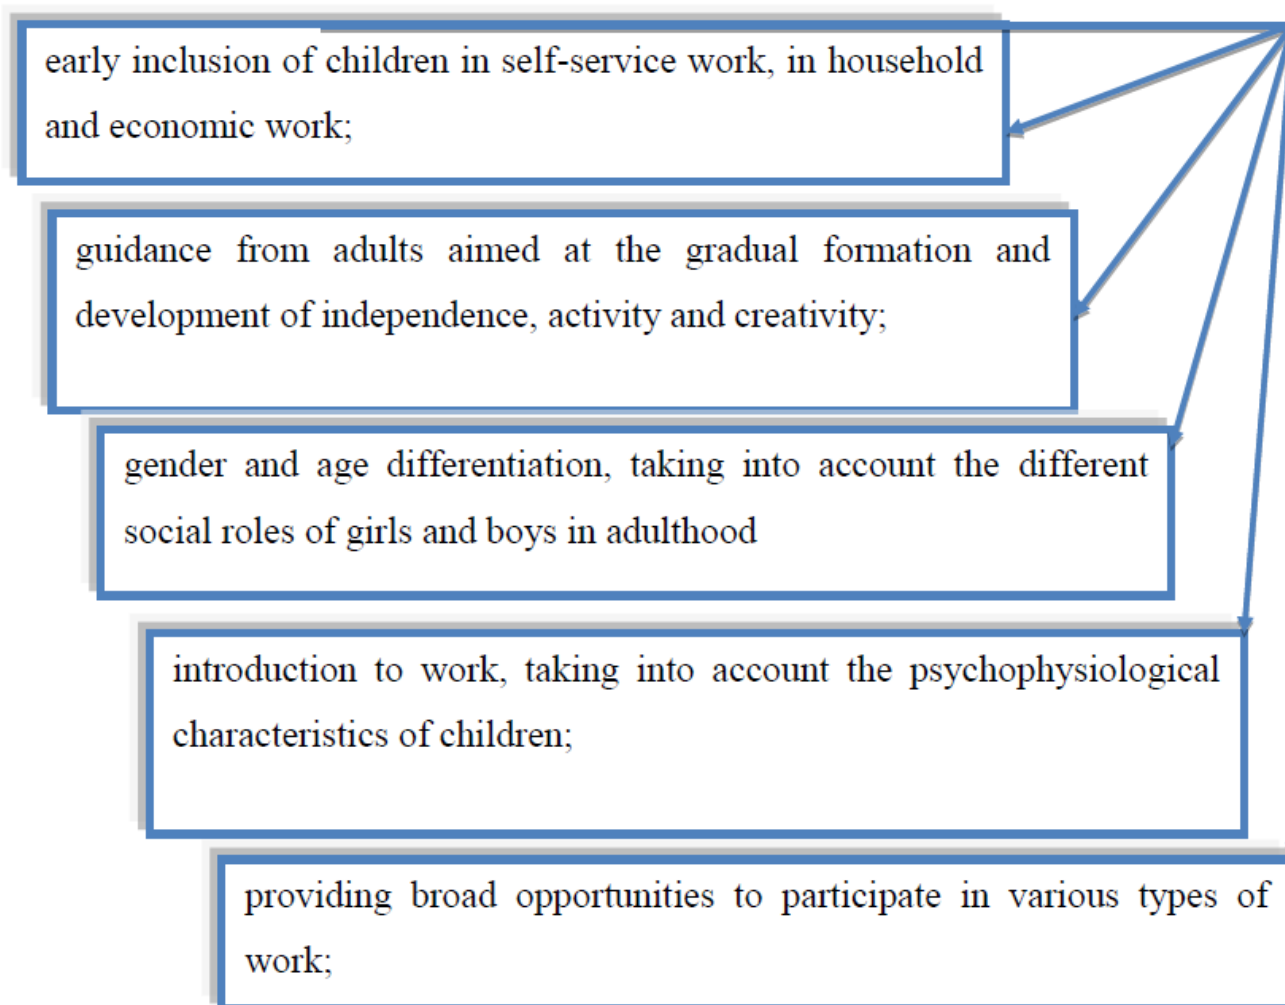 early inclusion of children in self-service work, in household
and economic work;
guidance from adults aimed at the gradual formation and
development of independence, activity and creativity;
gender and age differentiation, taking into account the different
social roles of girls and boys in adulthood
introduction to work, taking into account the psychophysiological
characteristics of children;
providing broad opportunities to participate in various types of
work;